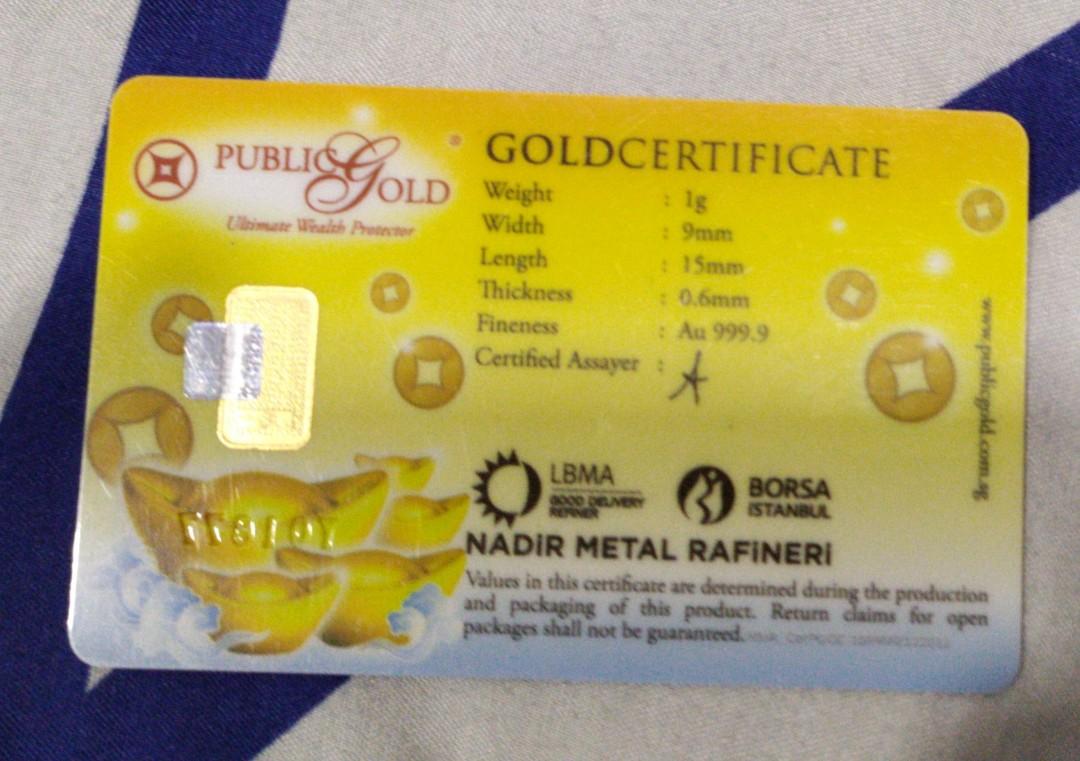 PUBLIC GOLD
Ultimate Wealth Protector
GOLDCERTIFICATE
Weight : 1g
Width : 9mm
Length : 15mm
Thickness : 0.6mm
Fineness : Au 999.9
Certified Assayer :
www.publicgold.com.sg
LBMA
GOOD DELIVERY
REFINER
BORSA
ISTANBUL
NADiR METAL RAFiNERi
Values in this certificate are determined during the production
and packaging of this product. Return claims for open
packages shall not be guaranteed.